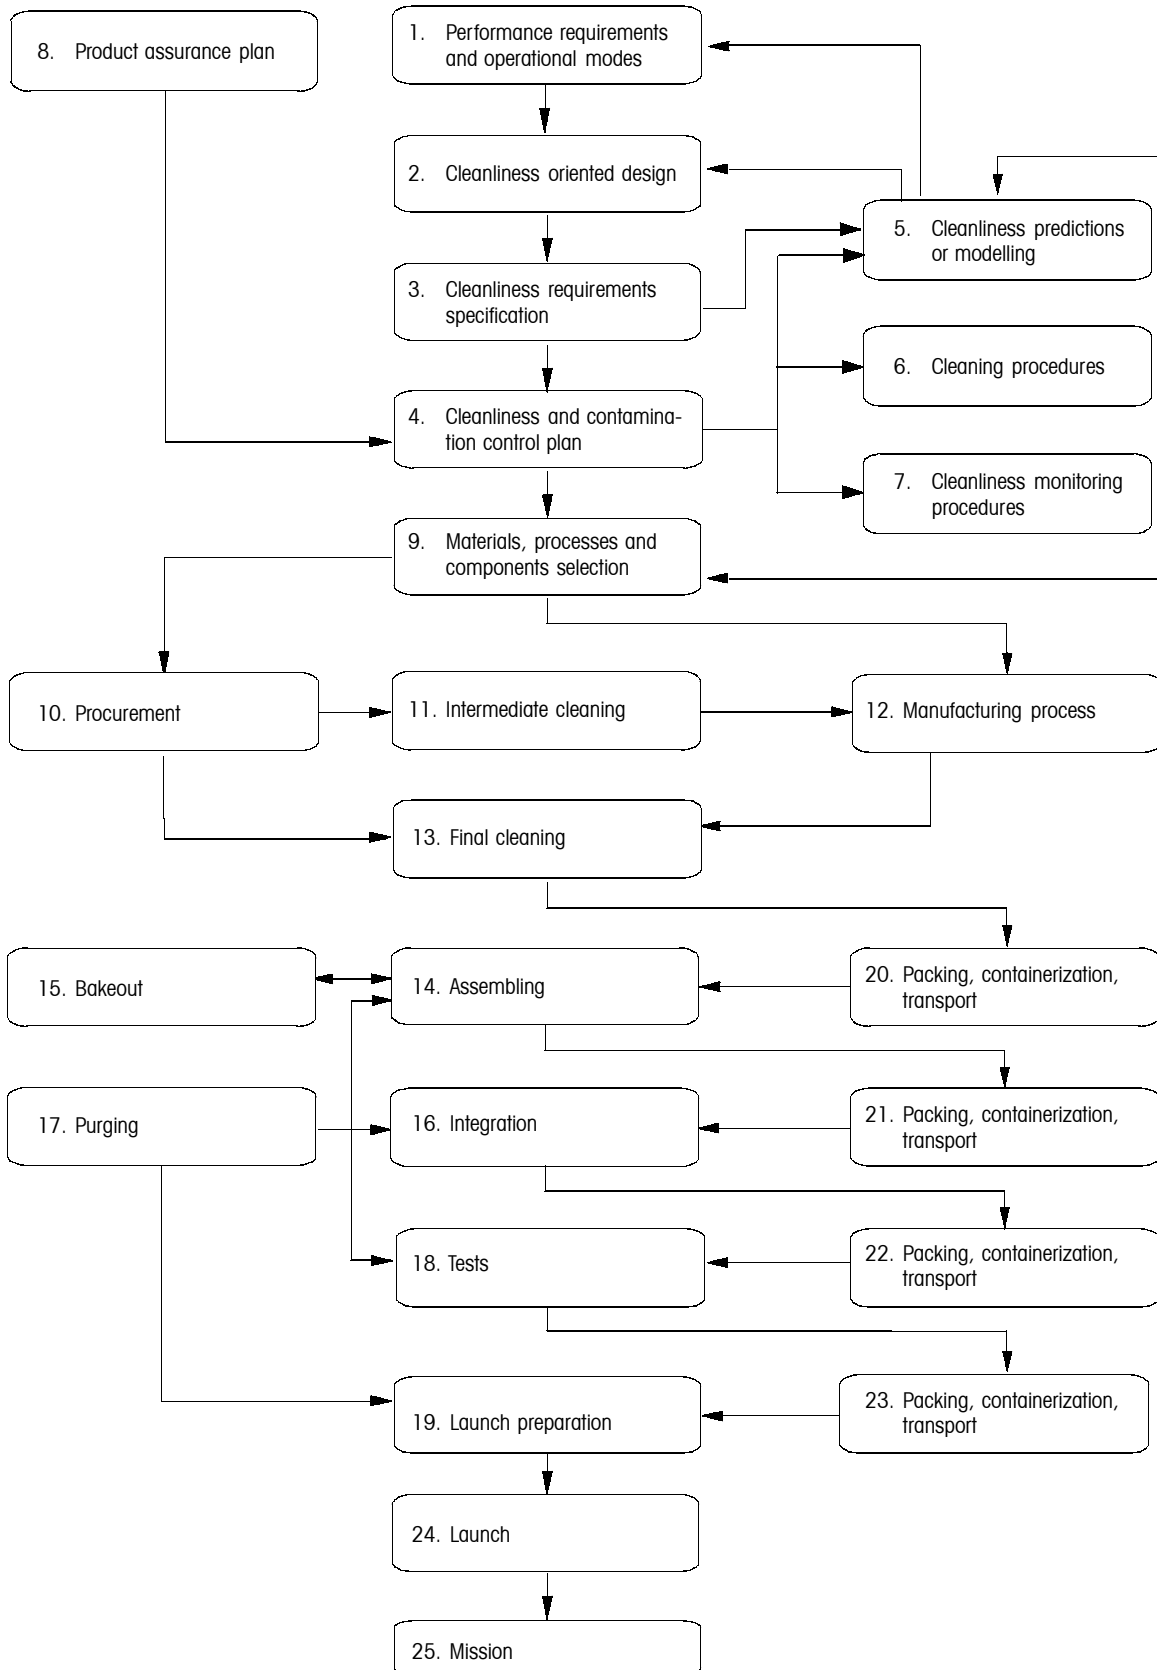 8. Product assurance plan
1. Performance requirements
and operational modes
2. Cleanliness oriented design
5. Cleanliness predictions
or modelling
3. Cleanliness requirements
specification
6. Cleaning procedures
4. Cleanliness and contamina-
tion control plan
7. Cleanliness monitoring
procedures
9. Materials, processes and
components selection
10. Procurement
11. Intermediate cleaning
12. Manufacturing process
13. Final cleaning
15. Bakeout
14. Assembling
20. Packing, containerization,
transport
17. Purging
16. Integration
21. Packing, containerization,
transport
18. Tests
22. Packing, containerization,
transport
19. Launch preparation
23. Packing, containerization,
transport
24. Launch
25. Mission